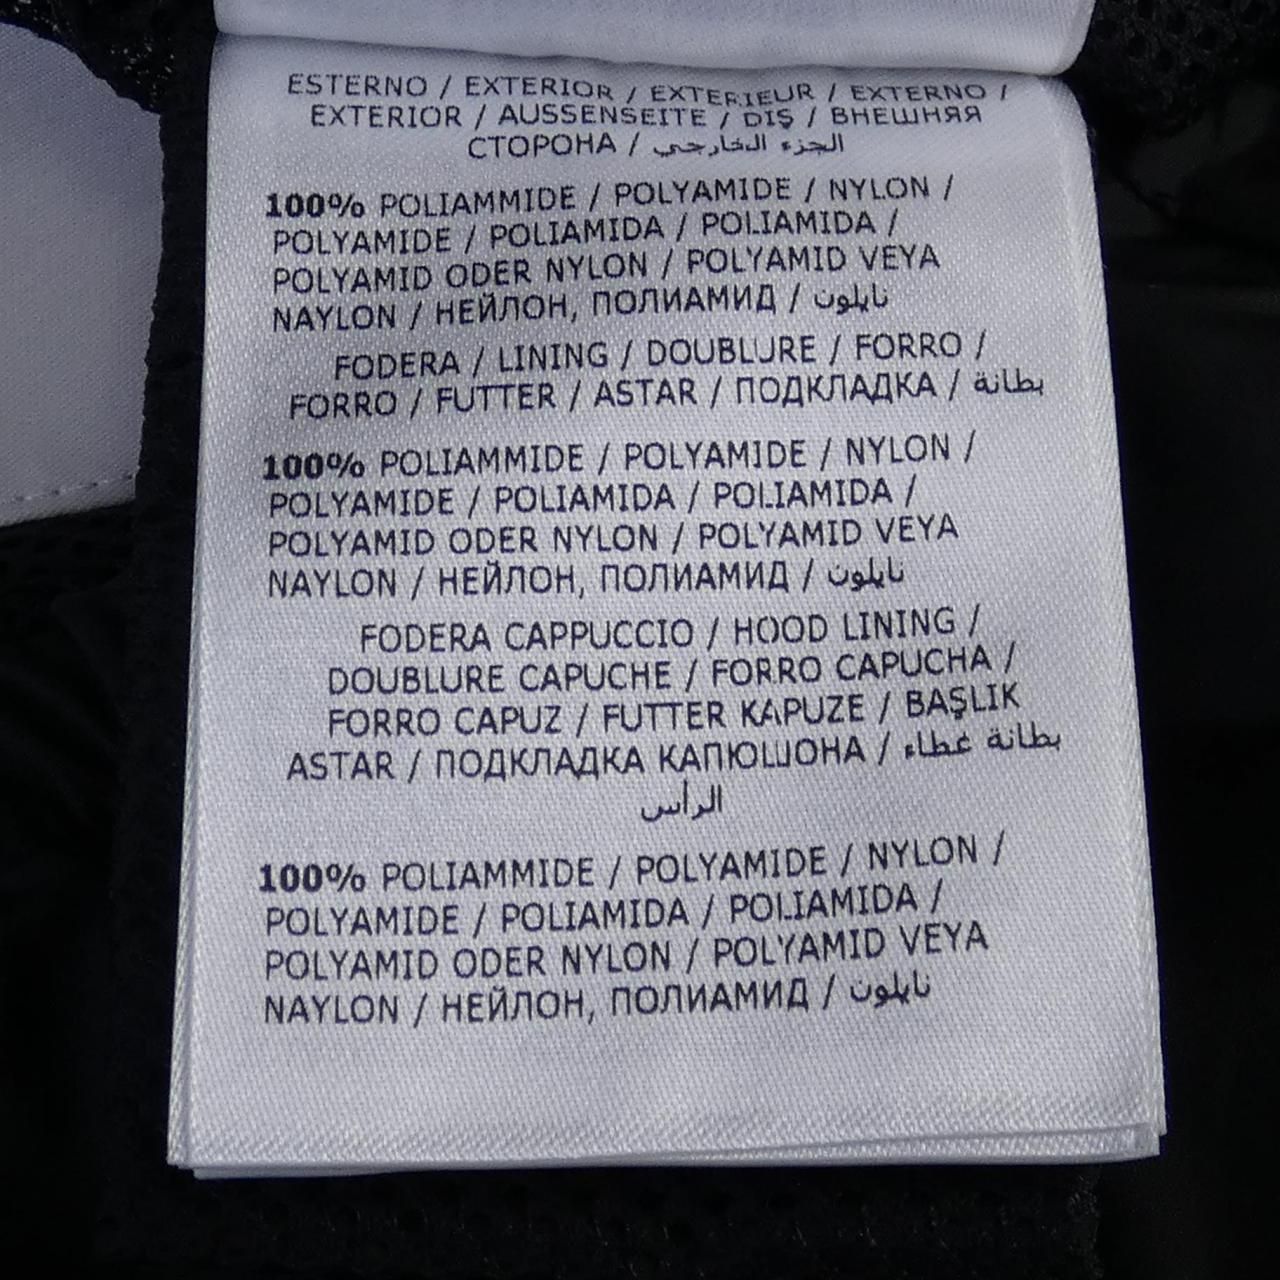 ESTERNO / EXTERIOR / EXTERIEUR / EXTERNO /
EXTERIOR / AUSSENSEITE / DIŞ / ВНЕШНЯЯ
СТОРОНА / الجزء الخارجي
100% POLIAMMIDE / POLYAMIDE / NYLON /
POLYAMIDE / POLIAMIDA / POLIAMIDA /
POLYAMID ODER NYLON / POLYAMID VEYA
NAYLON / НЕЙЛОН, ПОЛИАМИД / نايلون
FODERA / LINING / DOUBLURE / FORRO /
FORRO / FUTTER / ASTAR / ПОДКЛАДКА / بطانة
100% POLIAMMIDE / POLYAMIDE / NYLON /
POLYAMIDE / POLIAMIDA / POLIAMIDA /
POLYAMID ODER NYLON / POLYAMID VEYA
NAYLON / НЕЙЛОН, ПОЛИАМИД / نايلون
FODERA CAPPUCCIO / HOOD LINING /
DOUBLURE CAPUCHE / FORRO CAPUCHA /
FORRO CAPUZ / FUTTER KAPUZE / BAŞLIK
ASTAR / ПОДКЛАДКА КАПЮШОНА / بطانة غطاء
الرأس
100% POLIAMMIDE / POLYAMIDE / NYLON /
POLYAMIDE / POLIAMIDA / POLIAMIDA /
POLYAMID ODER NYLON / POLYAMID VEYA
NAYLON / НЕЙЛОН, ПОЛИАМИД / نايلون